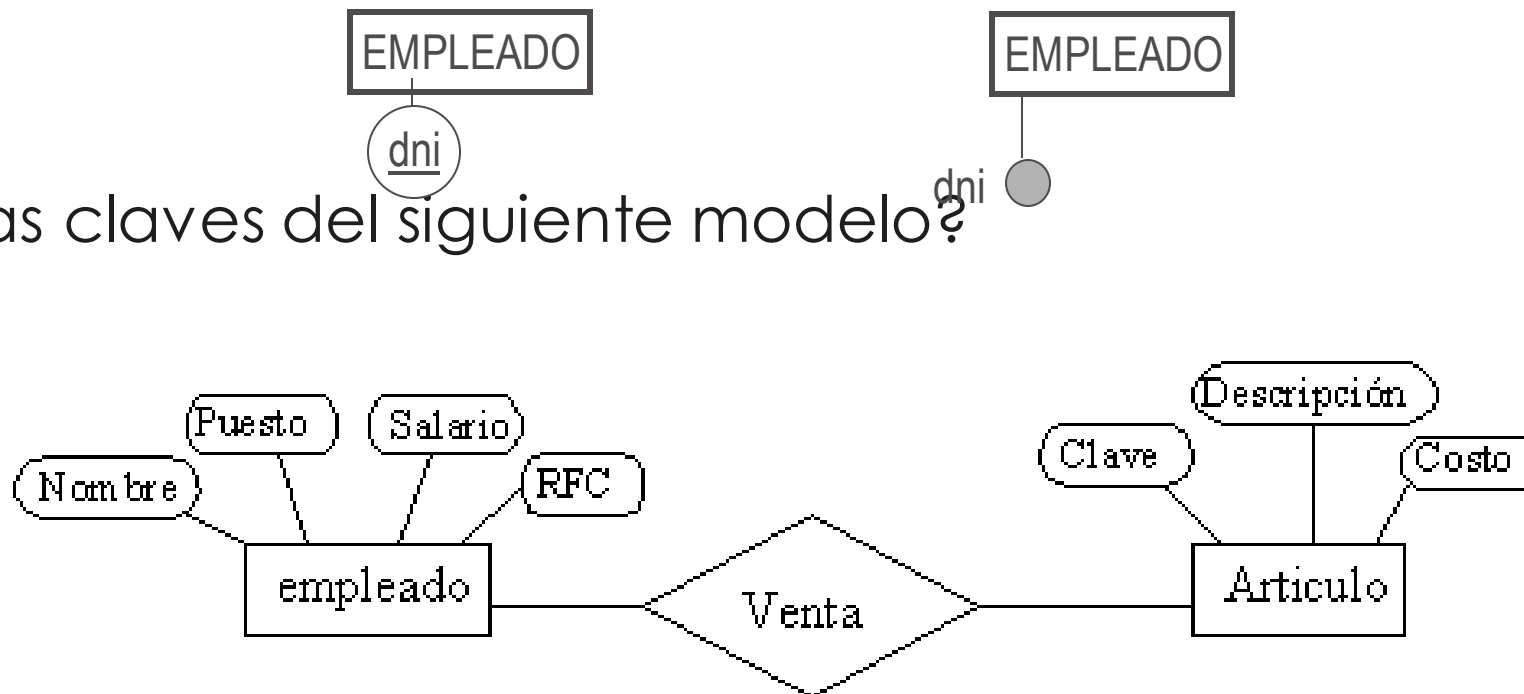 EMPLEADO
EMPLEADO
dni
dni
as claves del siguiente modelo?
Descripción
Puesto
Salario
Clave
Costo
Nombre
RFC
empleado
Venta
Articulo